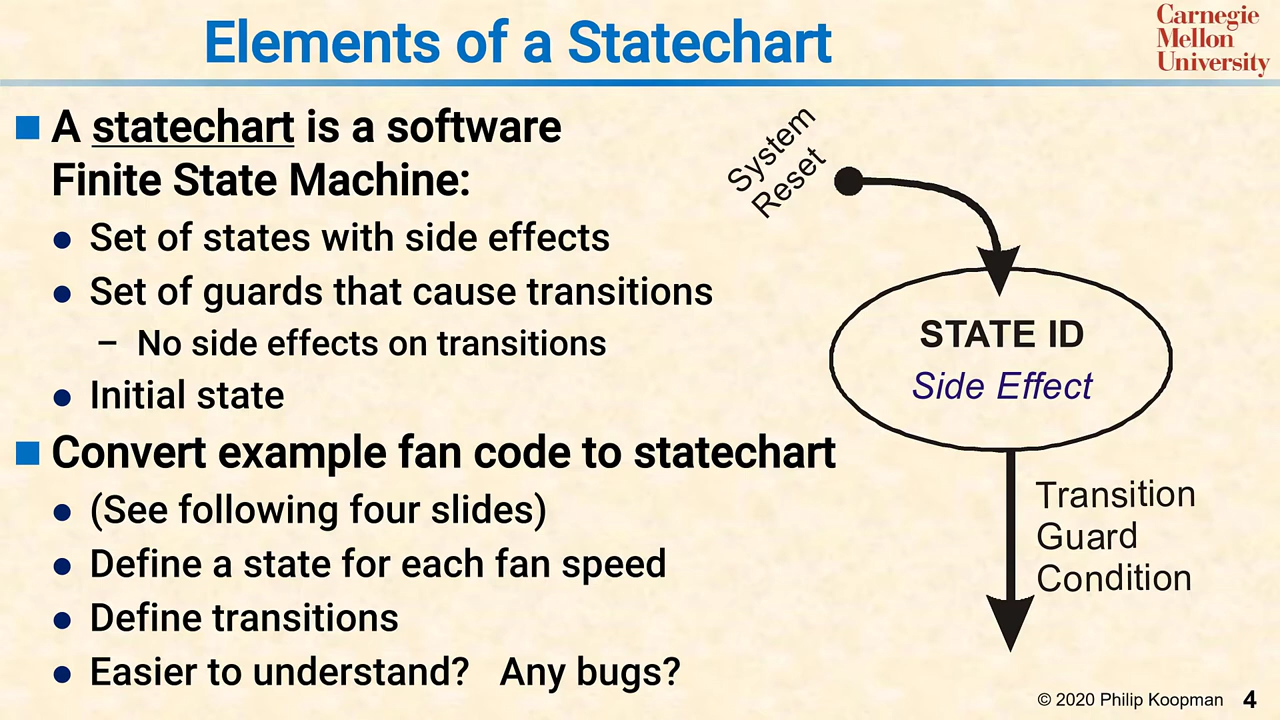 Elements of a Statechart
Carnegie
Mellon
University
■ A statechart is a software
Finite State Machine:
● Set of states with side effects
● Set of guards that cause transitions
– No side effects on transitions
● Initial state
■ Convert example fan code to statechart
● (See following four slides)
● Define a state for each fan speed
● Define transitions
● Easier to understand? Any bugs?
System
Reset
STATE ID
Side Effect
Transition
Guard
Condition
© 2020 Philip Koopman 4